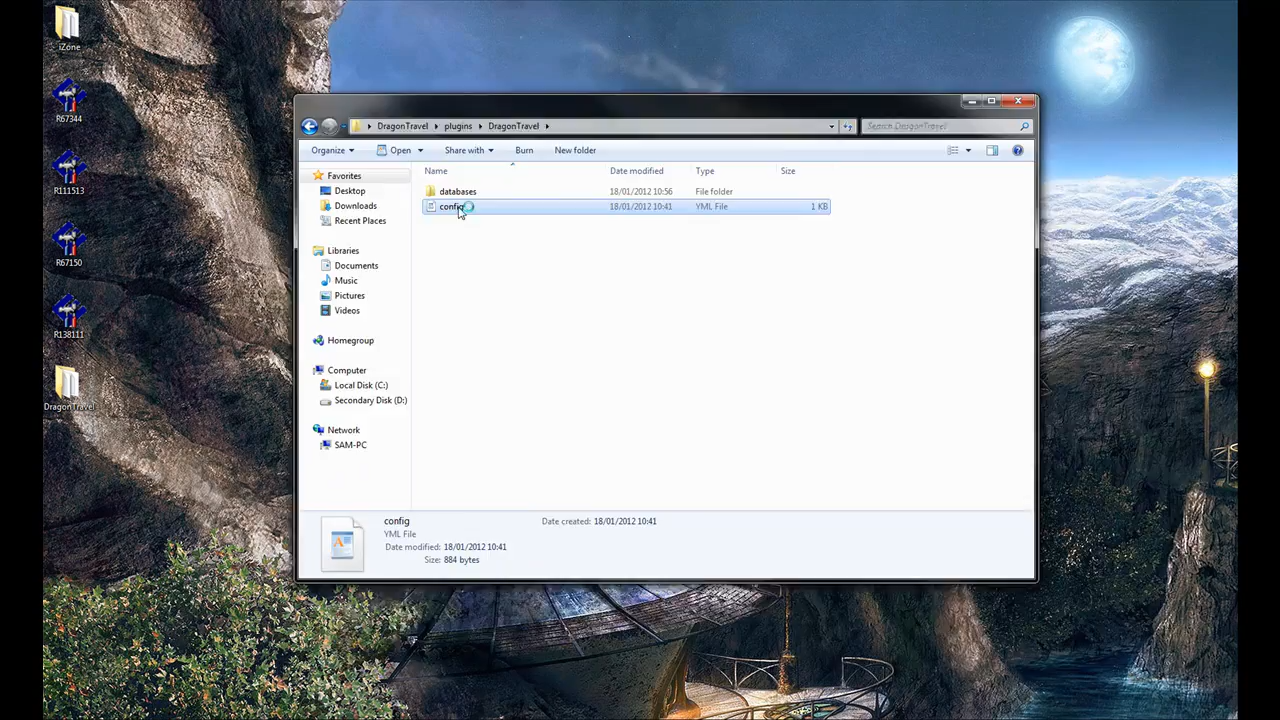 iZone
R67344
R111513
R67150
R138111
DragonTravel
DragonTravel plugins DragonTravel
Search DragonTravel
Organize Open Share with Burn New folder
Favorites
Desktop
Downloads
Recent Places
Libraries
Documents
Music
Pictures
Videos
Homegroup
Computer
Local Disk (C:)
Secondary Disk (D:)
Network
SAM-PC
Name Date modified Type Size
databases 18/01/2012 10:56 File folder
config 18/01/2012 10:41 YML File 1 KB
config Date created: 18/01/2012 10:41
YML File
Date modified: 18/01/2012 10:41
Size: 884 bytes